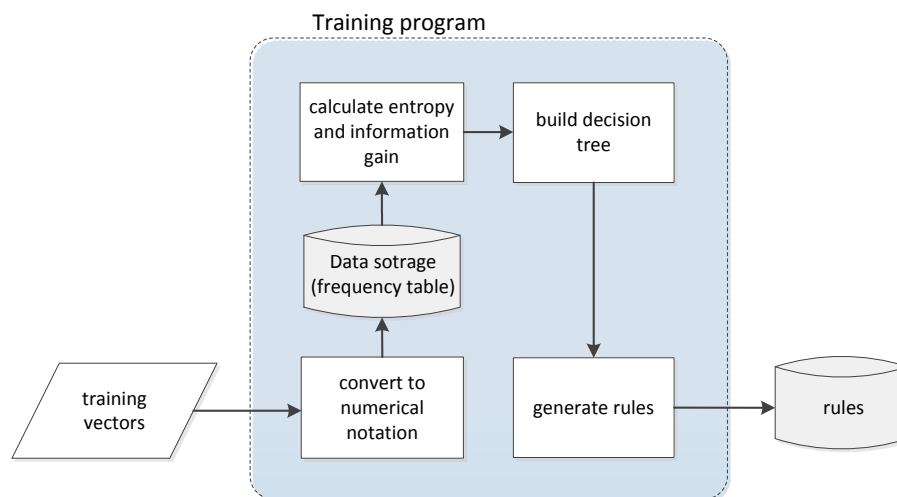 Training program
calculate entropy
and information
gain
build decision
tree
Data sotrage
(frequency table)
training
vectors
convert to
numerical
notation
generate rules
rules